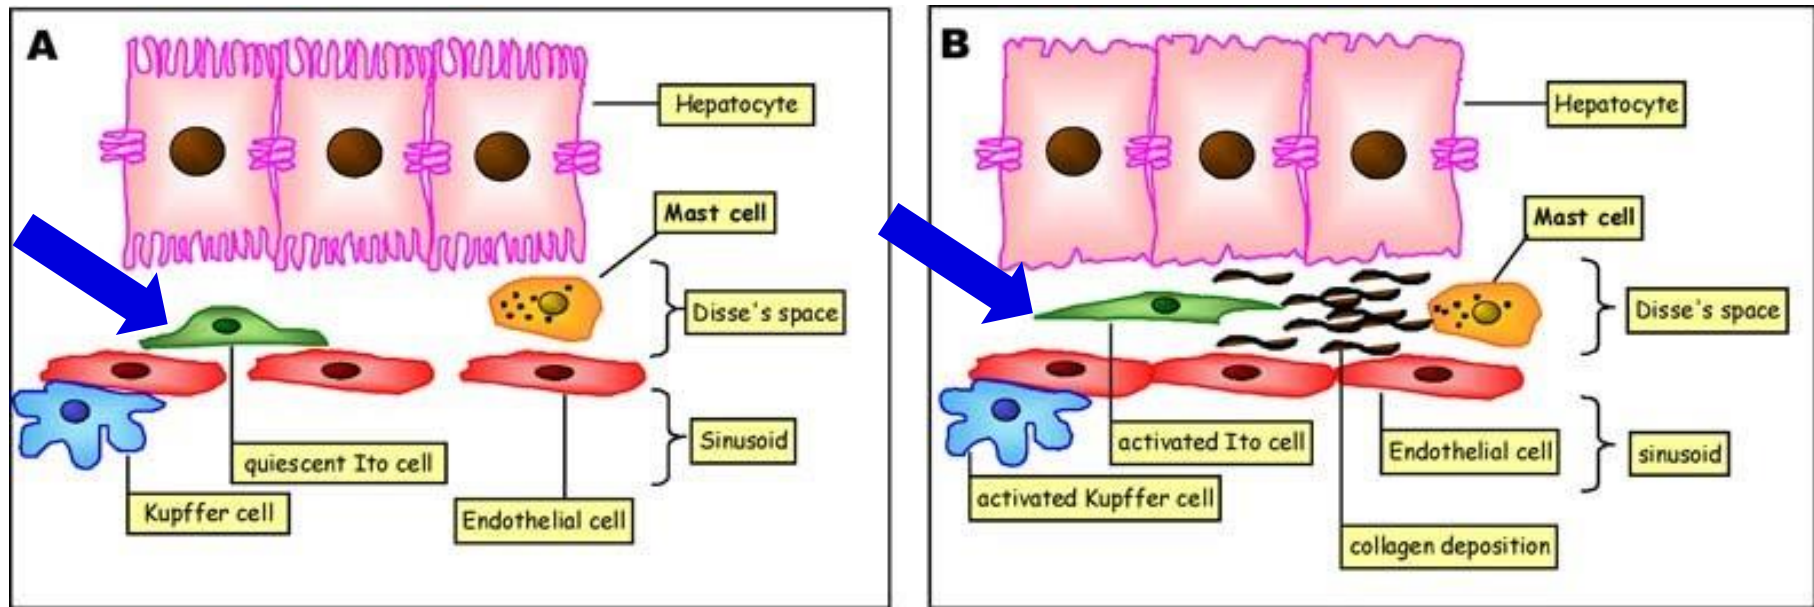 A
Hepatocyte
Mast cell
Disse's space
Sinusoid
quiescent Ito cell
Kupffer cell
Endothelial cell
B
Hepatocyte
Mast cell
Disse's space
activated Ito cell
Endothelial cell
sinusoid
activated Kupffer cell
collagen deposition